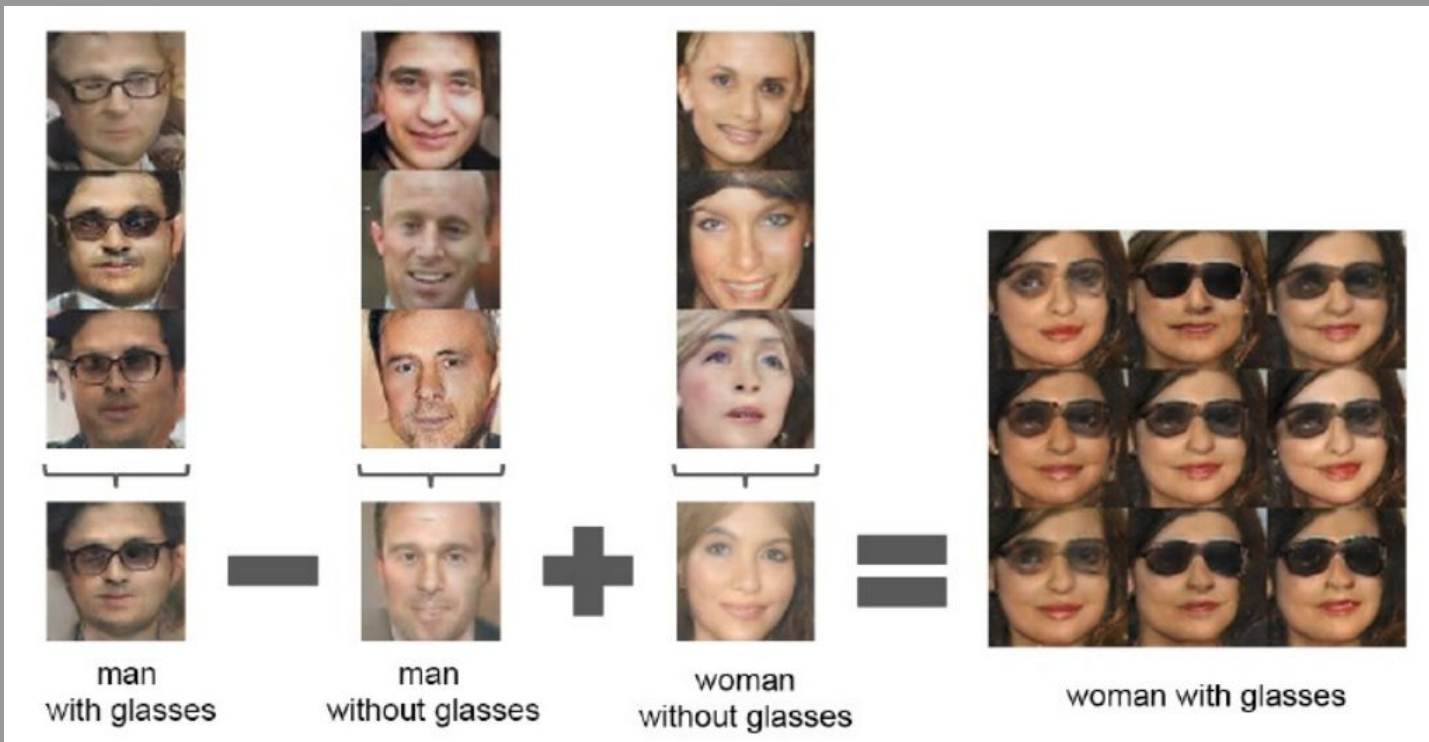 man
with glasses
man
without glasses
woman
without glasses
woman with glasses